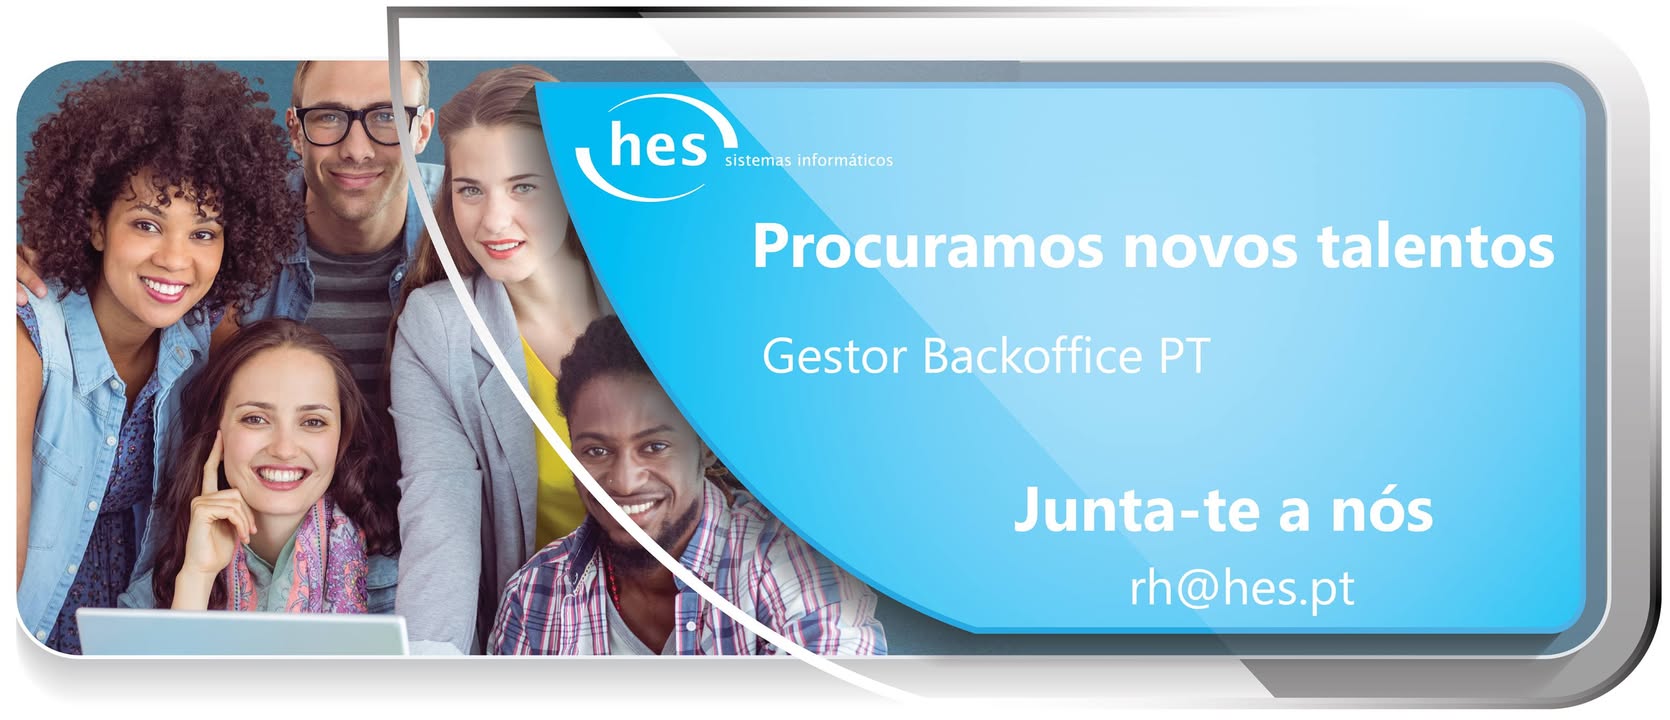 hes
sistemas informáticos
Procuramos novos talentos
Gestor Backoffice PT
Junta-te a nós
rh@hes.pt